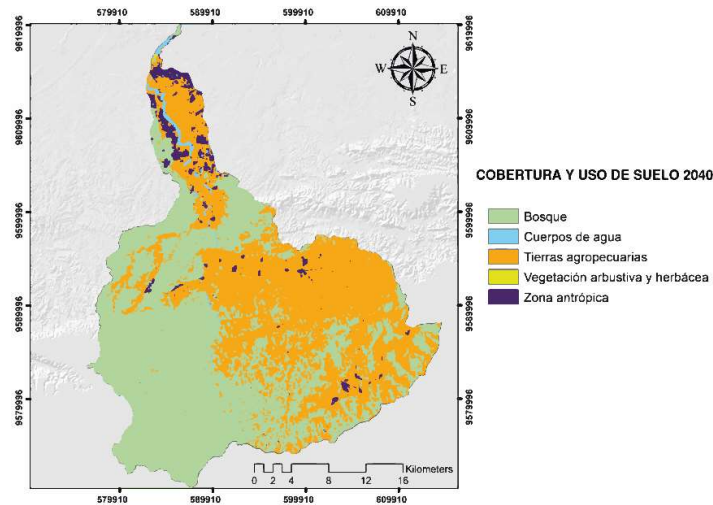 579910 589910 599910 609910
9619996 9619996
N
W E
S
9609996 9609996
COBERTURA Y USO DE SUELO 2040
9599996 9599996
Bosque
Cuerpos de agua
Tierras agropecuarias
Vegetación arbustiva y herbácea
Zona antrópica
9589996 9589996
9579996 9579996
Kilometers
0 2 4 8 12 16
579910 589910 599910 609910